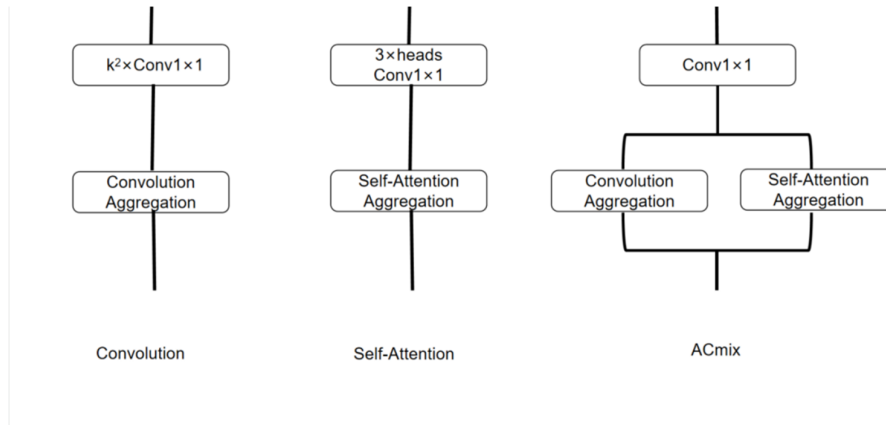 k²×Conv1×1
Convolution
Aggregation
Convolution
3×heads
Conv1×1
Self-Attention
Aggregation
Self-Attention
Conv1×1
Convolution
Aggregation
Self-Attention
Aggregation
ACmix